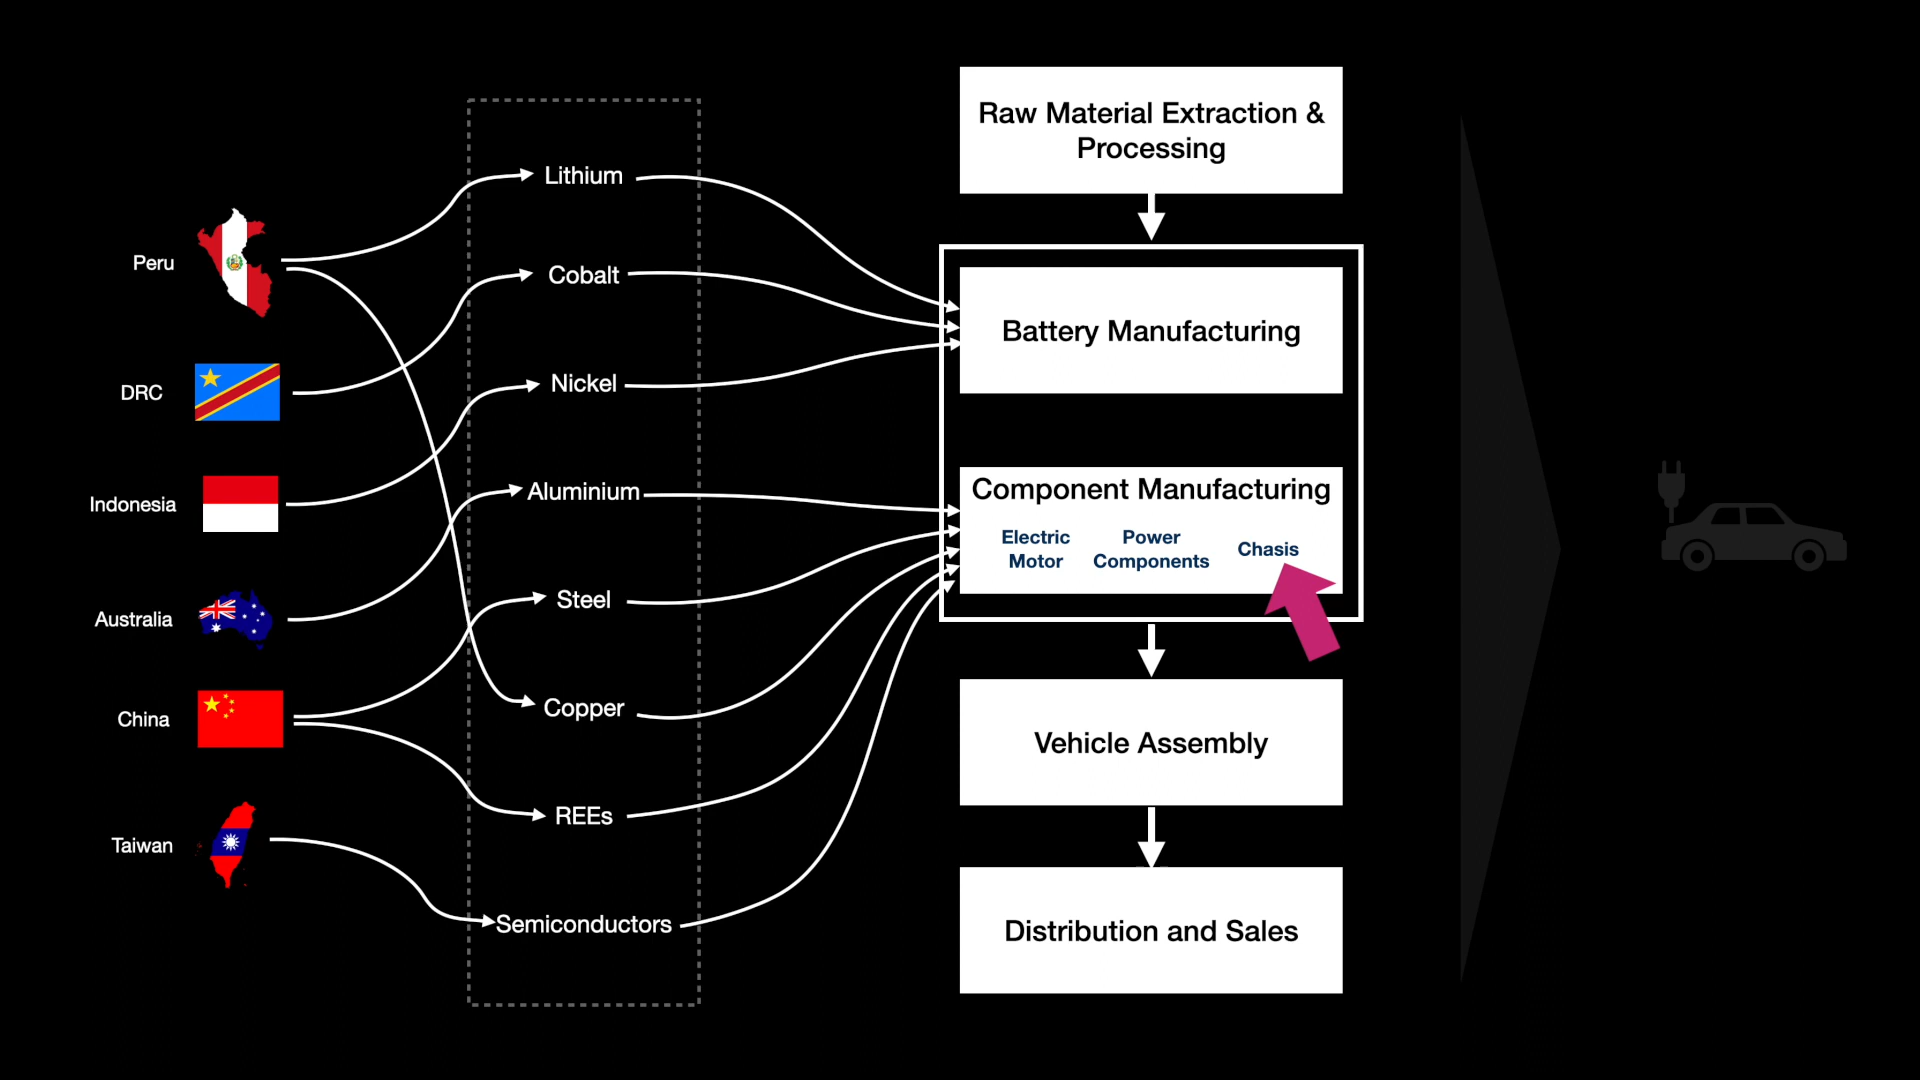 Peru
DRC
Indonesia
Australia
China
Taiwan
Lithium
Cobalt
Nickel
Aluminium
Steel
Copper
REEs
Semiconductors
Raw Material Extraction &
Processing
Battery Manufacturing
Component Manufacturing
Electric
Motor
Power
Components
Chasis
Vehicle Assembly
Distribution and Sales